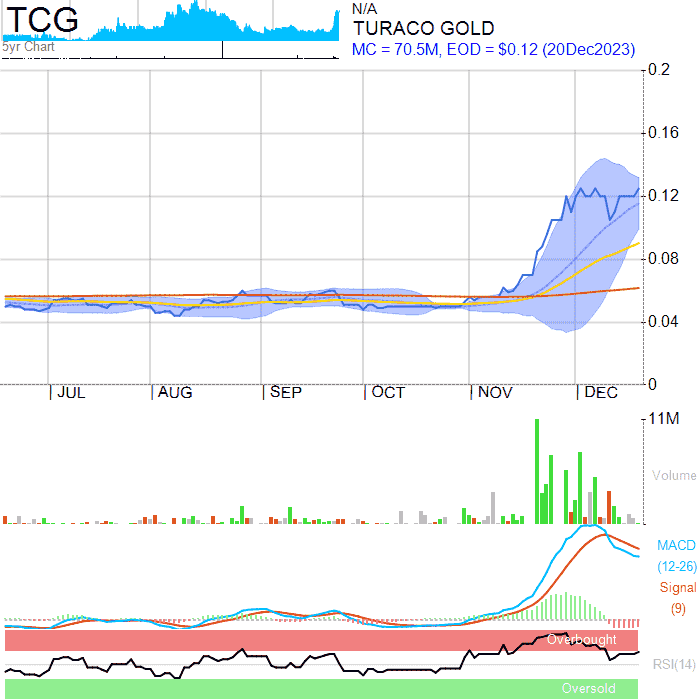 TCG
5yr Chart
N/A
TURACO GOLD
MC = 70.5M, EOD = $0.12 (20Dec2023)
0.2
0.16
0.12
0.08
0.04
0
JUL
AUG
SEP
OCT
NOV
DEC
11M
Volume
MACD
(12-26)
Signal
(9)
Overbought
RSI(14)
Oversold